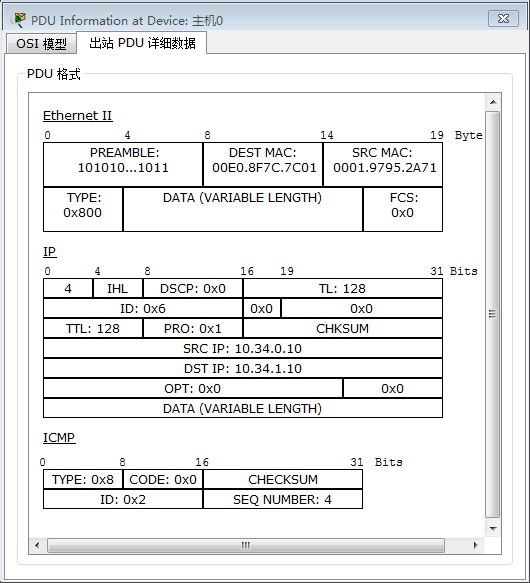 PDU Information at Device: 主机0
OSI 模型 出站 PDU 详细数据
PDU 格式
Ethernet II
0 4 8 14 19 Byte
PREAMBLE: DEST MAC: SRC MAC:
101010...1011 00E0.8F7C.7C01 0001.9795.2A71
TYPE: DATA (VARIABLE LENGTH) FCS:
0x800 0x0
IP
0 4 8 16 19 31 Bits
4 IHL DSCP: 0x0 TL: 128
ID: 0x6 0x0 0x0
TTL: 128 PRO: 0x1 CHKSUM
SRC IP: 10.34.0.10
DST IP: 10.34.1.10
OPT: 0x0 0x0
DATA (VARIABLE LENGTH)
ICMP
0 8 16 31 Bits
TYPE: 0x8 CODE: 0x0 CHECKSUM
ID: 0x2 SEQ NUMBER: 4